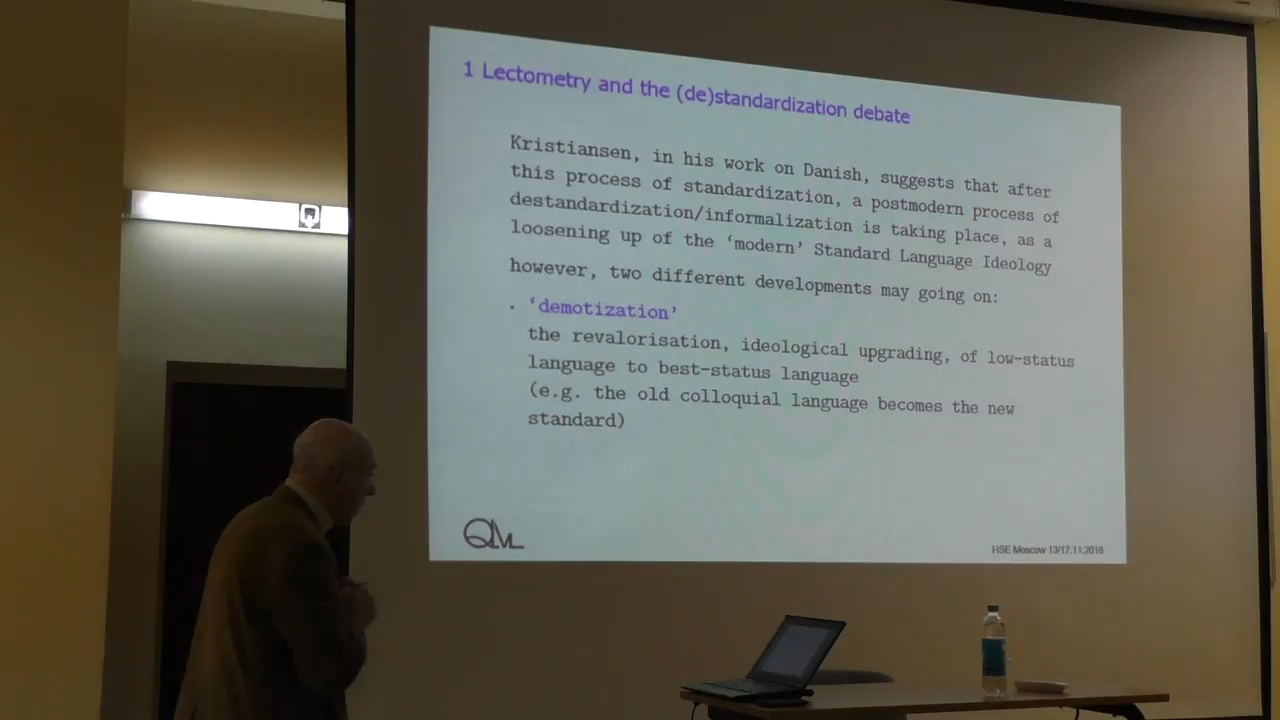 1 Lectometry and the (de)standardization debate
Kristiansen, in his work on Danish, suggests that after
this process of standardization, a postmodern process of
destandardization/informalization is taking place, as a
loosening up of the ‘modern’ Standard Language Ideology
however, two different developments may going on:
. ‘demotization’
the revalorisation, ideological upgrading, of low-status
language to best-status language
(e.g. the old colloquial language becomes the new
standard)
QLVL
HSE Moscow 13/17.11.2018